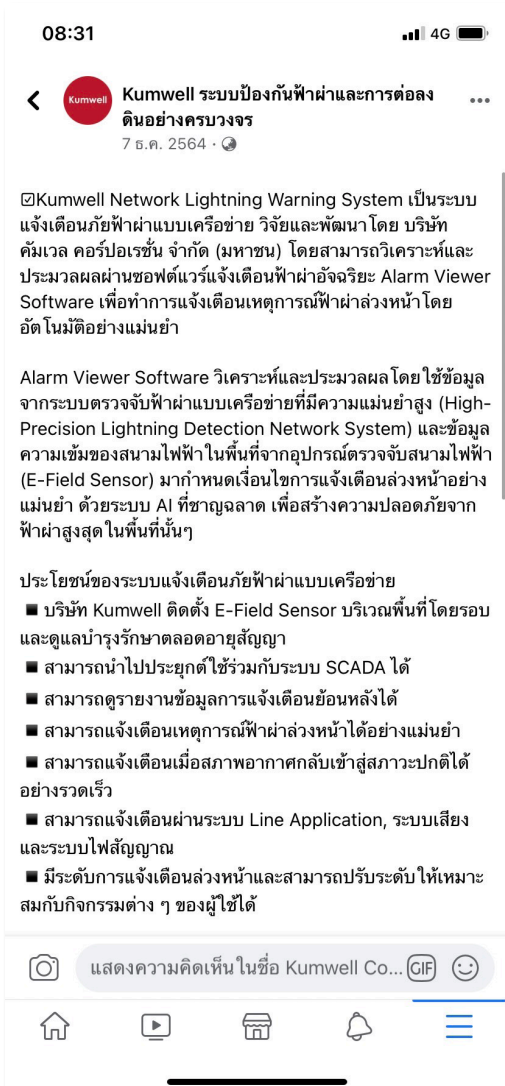 08:31
4G
Kumwell
Kumwell ระบบป้องกันฟ้าผ่าและการต่อลง
ดินอย่างครบวงจร
7 ธ.ค. 2564 ·
☑Kumwell Network Lightning Warning System เป็นระบบ
แจ้งเตือนภัยฟ้าผ่าแบบเครือข่าย วิจัยและพัฒนาโดย บริษัท
คัมเวล คอร์ปอเรชั่น จำกัด (มหาชน) โดยสามารถวิเคราะห์และ
ประมวลผลผ่านซอฟต์แวร์แจ้งเตือนฟ้าผ่าอัจฉริยะ Alarm Viewer
Software เพื่อทำการแจ้งเตือนเหตุการณ์ฟ้าผ่าล่วงหน้าโดย
อัตโนมัติอย่างแม่นยำ
Alarm Viewer Software วิเคราะห์และประมวลผลโดยใช้ข้อมูล
จากระบบตรวจจับฟ้าผ่าแบบเครือข่ายที่มีความแม่นยำสูง (High-
Precision Lightning Detection Network System) และข้อมูล
ความเข้มของสนามไฟฟ้าในพื้นที่จากอุปกรณ์ตรวจจับสนามไฟฟ้า
(E-Field Sensor) มากำหนดเงื่อนไขการแจ้งเตือนล่วงหน้าอย่าง
แม่นยำ ด้วยระบบ AI ที่ชาญฉลาด เพื่อสร้างความปลอดภัยจาก
ฟ้าผ่าสูงสุดในพื้นที่นั้นๆ
ประโยชน์ของระบบแจ้งเตือนภัยฟ้าผ่าแบบเครือข่าย
▪ บริษัท Kumwell ติดตั้ง E-Field Sensor บริเวณพื้นที่โดยรอบ
และดูแลบำรุงรักษาตลอดอายุสัญญา
▪ สามารถนำไปประยุกต์ใช้ร่วมกับระบบ SCADA ได้
▪ สามารถดูรายงานข้อมูลการแจ้งเตือนย้อนหลังได้
▪ สามารถแจ้งเตือนเหตุการณ์ฟ้าผ่าล่วงหน้าได้อย่างแม่นยำ
▪ สามารถแจ้งเตือนเมื่อสภาพอากาศกลับเข้าสู่สภาวะปกติได้
อย่างรวดเร็ว
▪ สามารถแจ้งเตือนผ่านระบบ Line Application, ระบบเสียง
และระบบไฟสัญญาณ
▪ มีระดับการแจ้งเตือนล่วงหน้าและสามารถปรับระดับให้เหมาะ
สมกับกิจกรรมต่าง ๆ ของผู้ใช้ได้
แสดงความคิดเห็นในชื่อ Kumwell Co...
GIF